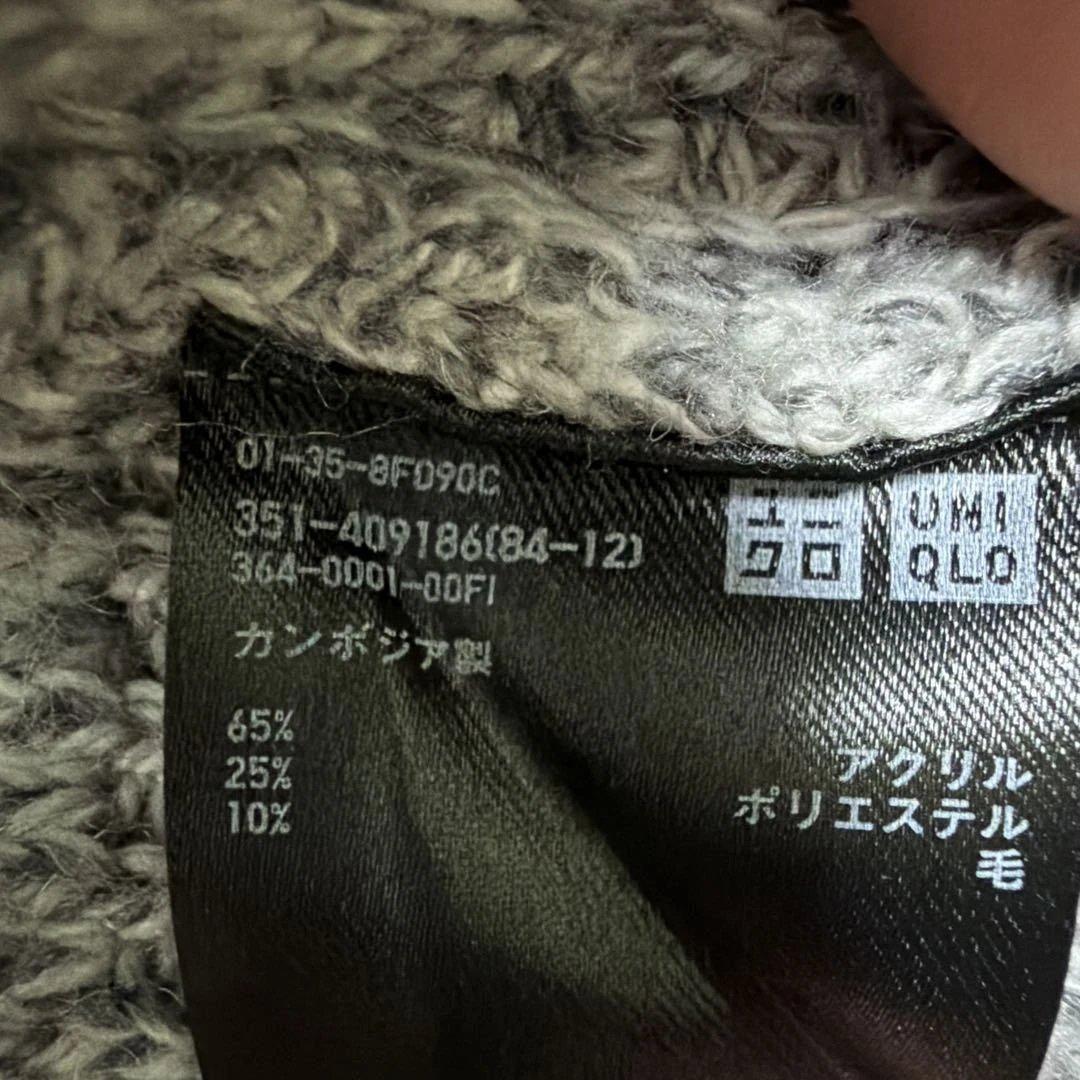 01-35-8F090C
351-409186(84-12)
364-0001-00FI
ユニ
クロ
UNI
QLO
カンボジア製
65% アクリル
25% ポリエステル
10% 毛